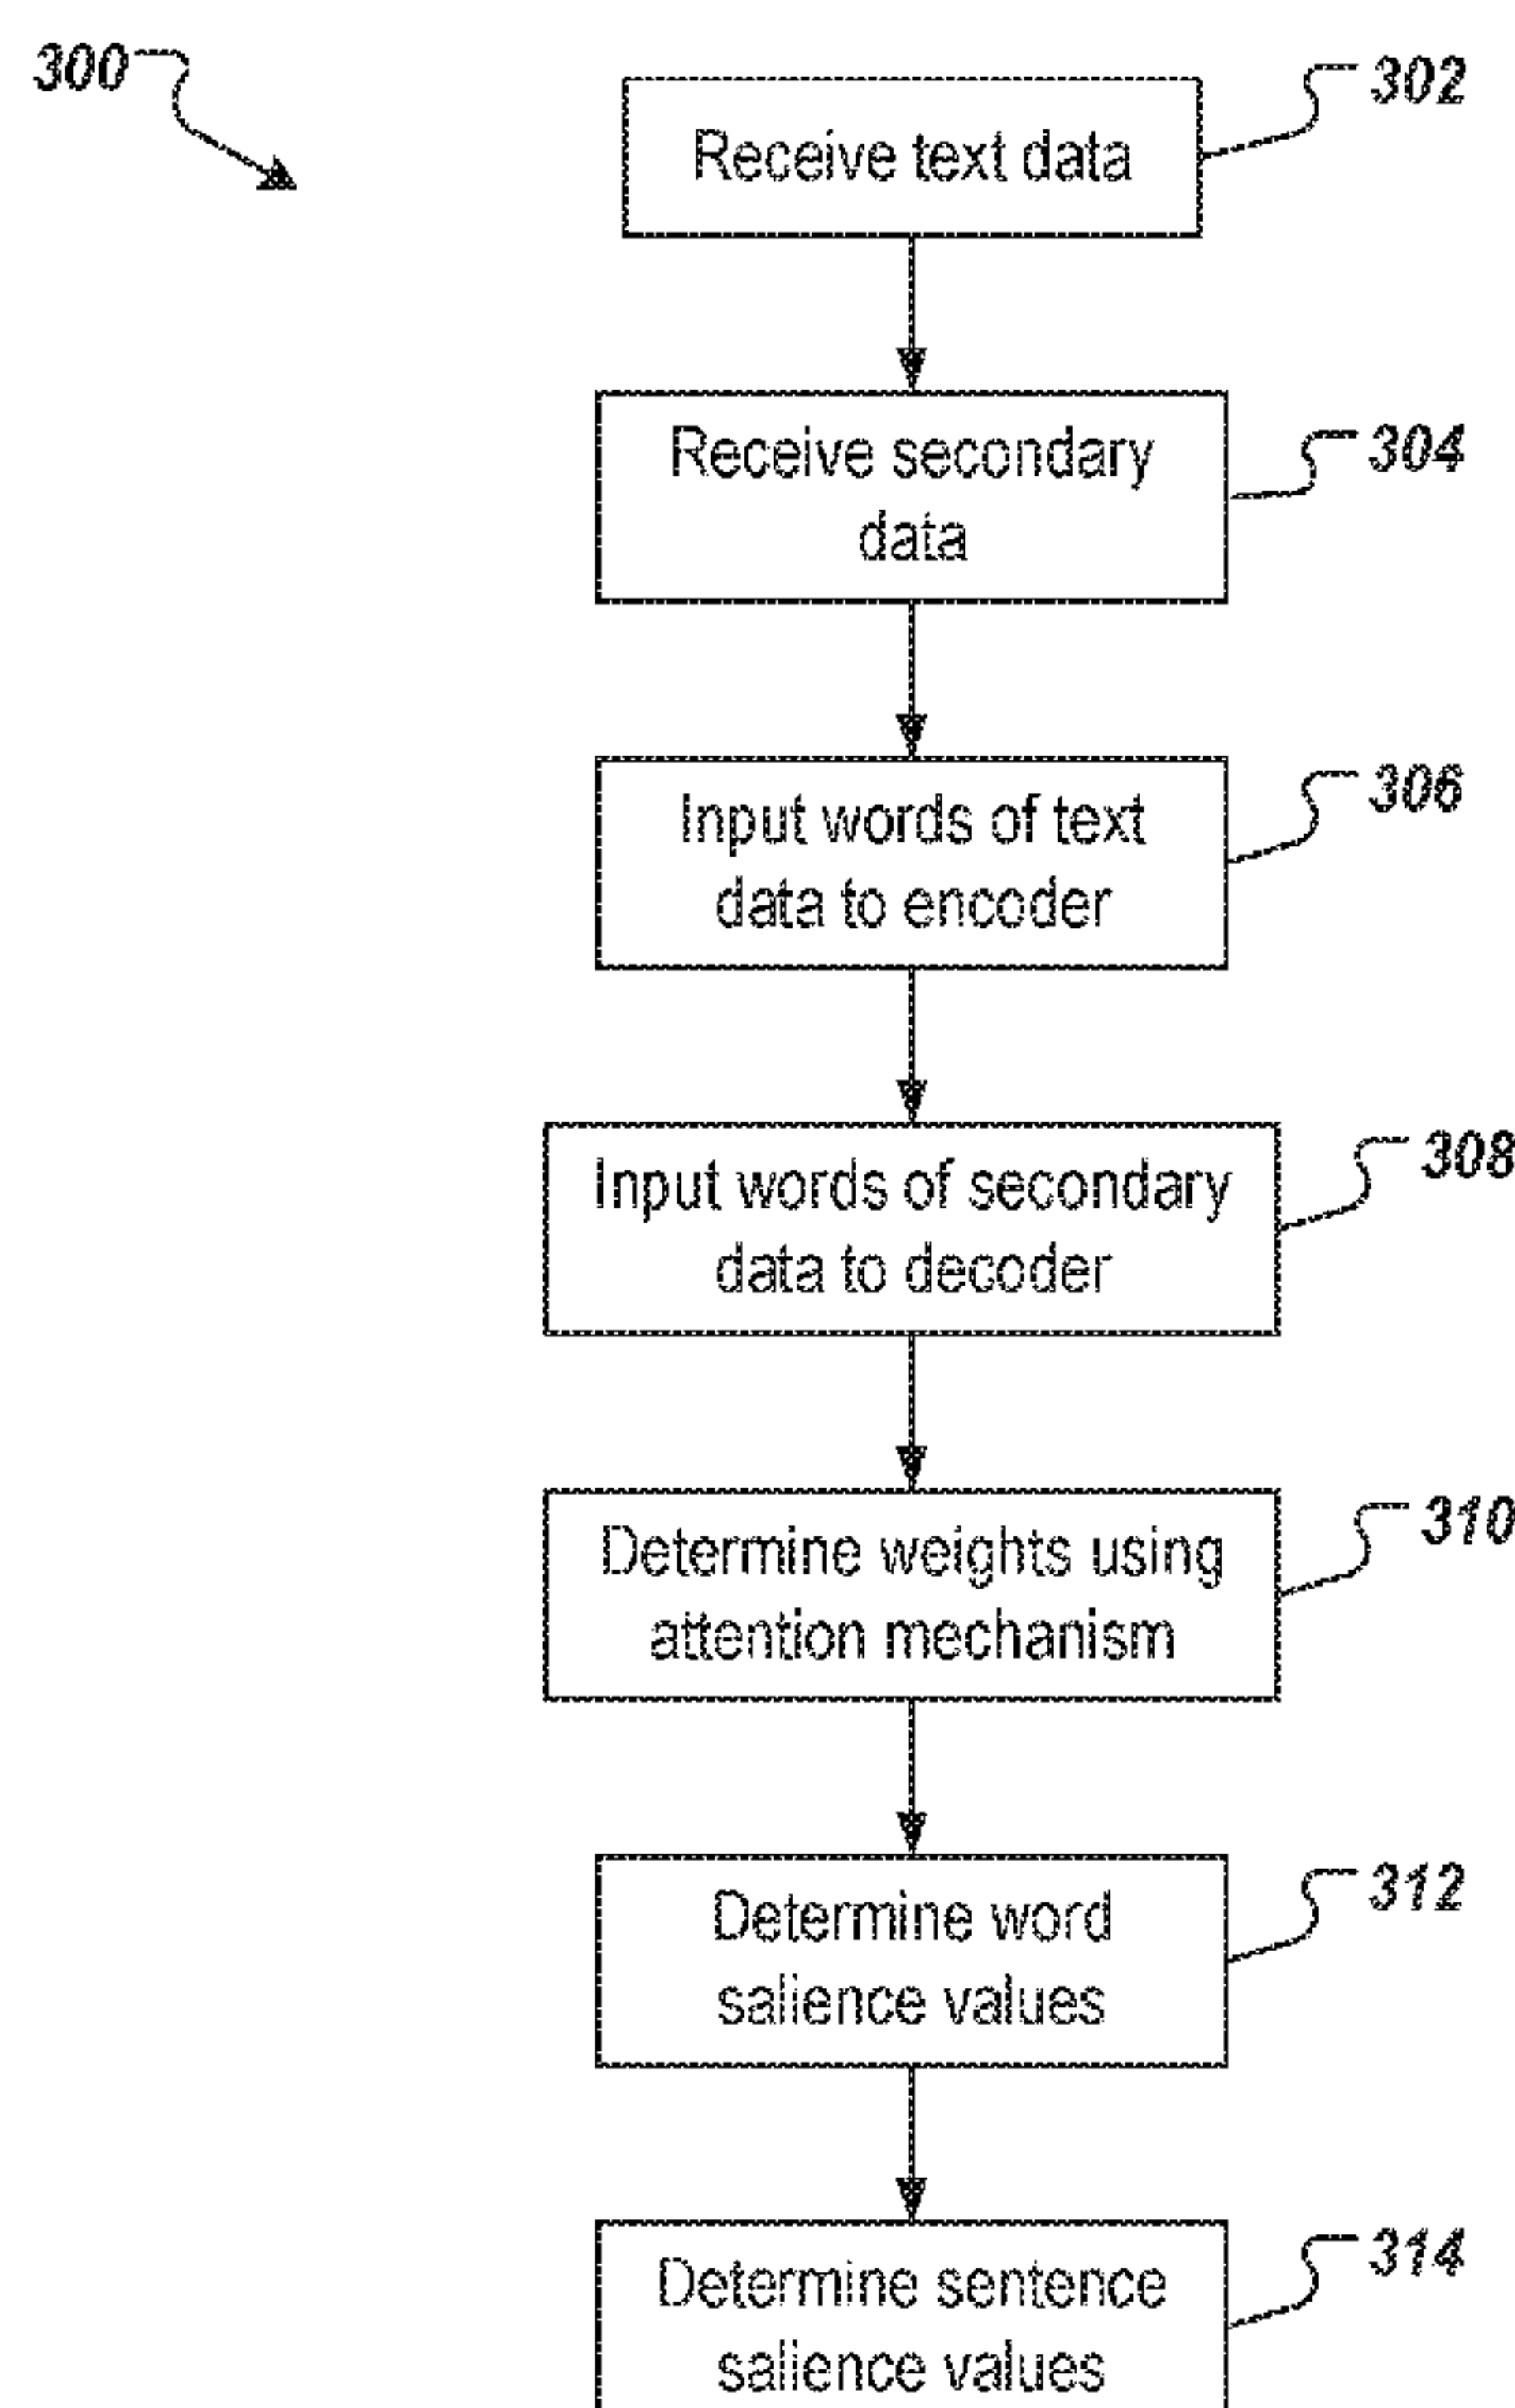 300
302
Receive text data
304
Receive secondary
data
306
Input words of text
data to encoder
308
Input words of secondary
data to decoder
310
Determine weights using
attention mechanism
312
Determine word
salience values
314
Determine sentence
salience values